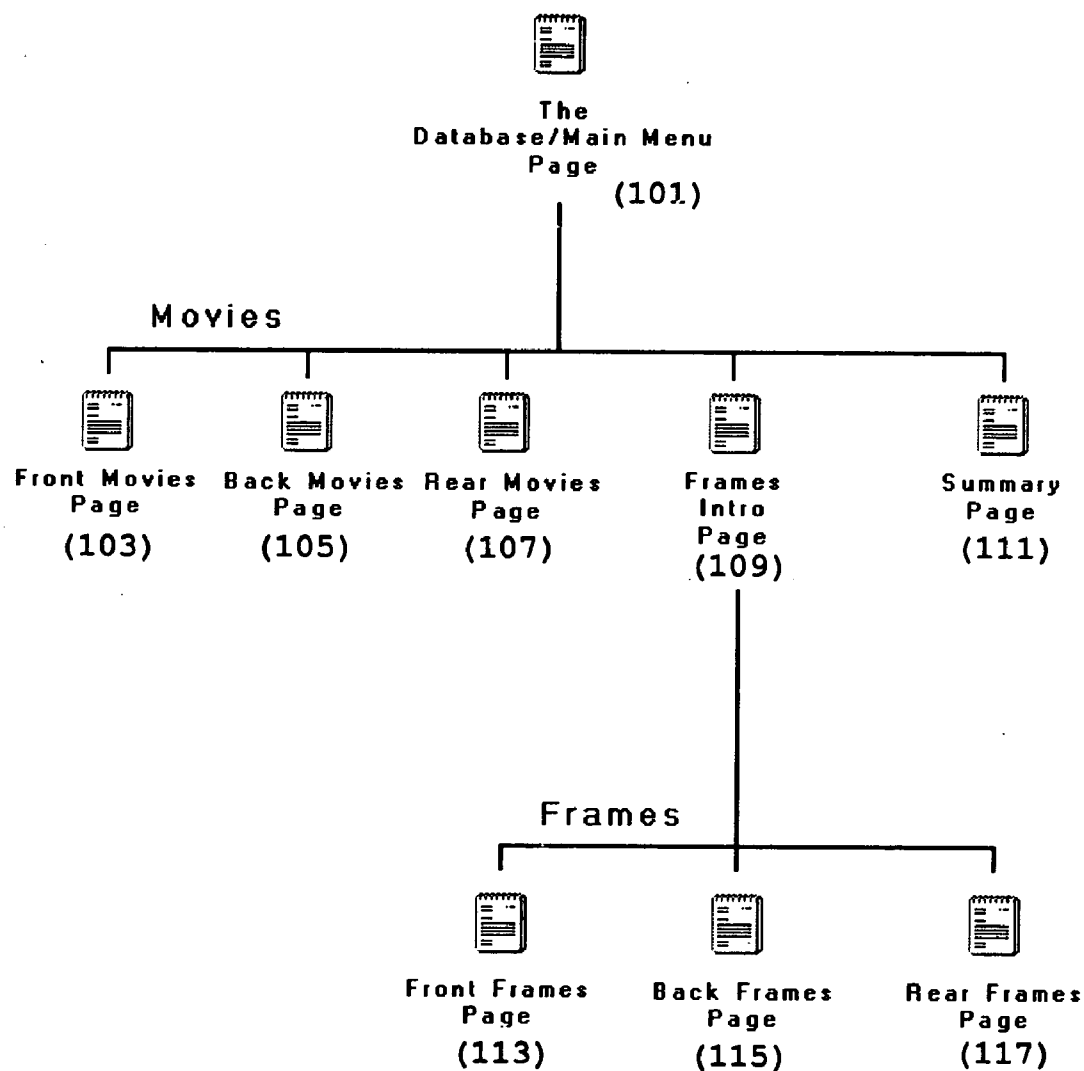 The
Database/Main Menu
Page
(101)
Movies
Front Movies
Page
(103)
Back Movies
Page
(105)
Rear Movies
Page
(107)
Frames
Intro
Page
(109)
Summary
Page
(111)
Frames
Front Frames
Page
(113)
Back Frames
Page
(115)
Rear Frames
Page
(117)